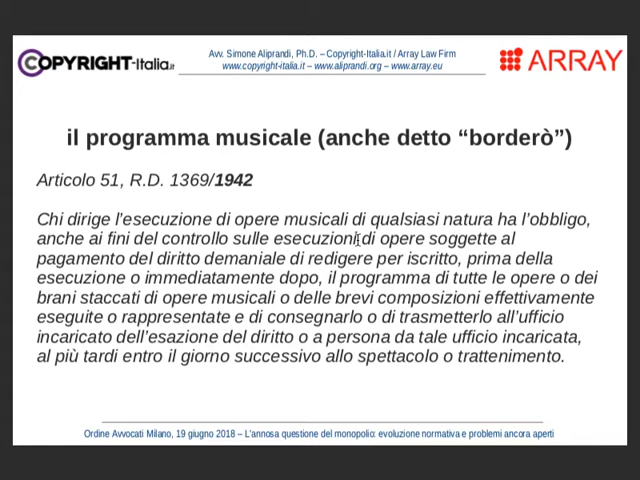 COPYRIGHT-Italia.it
Avv. Simone Aliprandi, Ph.D. – Copyright-Italia.it / Array Law Firm
www.copyright-italia.it – www.aliprandi.org – www.array.eu
ARRAY
il programma musicale (anche detto “borderò”)
Articolo 51, R.D. 1369/1942
Chi dirige l’esecuzione di opere musicali di qualsiasi natura ha l’obbligo,
anche ai fini del controllo sulle esecuzioni di opere soggette al
pagamento del diritto demaniale di redigere per iscritto, prima della
esecuzione o immediatamente dopo, il programma di tutte le opere o dei
brani staccati di opere musicali o delle brevi composizioni effettivamente
eseguite o rappresentate e di consegnarlo o di trasmetterlo all’ufficio
incaricato dell’esazione del diritto o a persona da tale ufficio incaricata,
al più tardi entro il giorno successivo allo spettacolo o trattenimento.
Ordine Avvocati Milano, 19 giugno 2018 – L’annosa questione del monopolio: evoluzione normativa e problemi ancora aperti